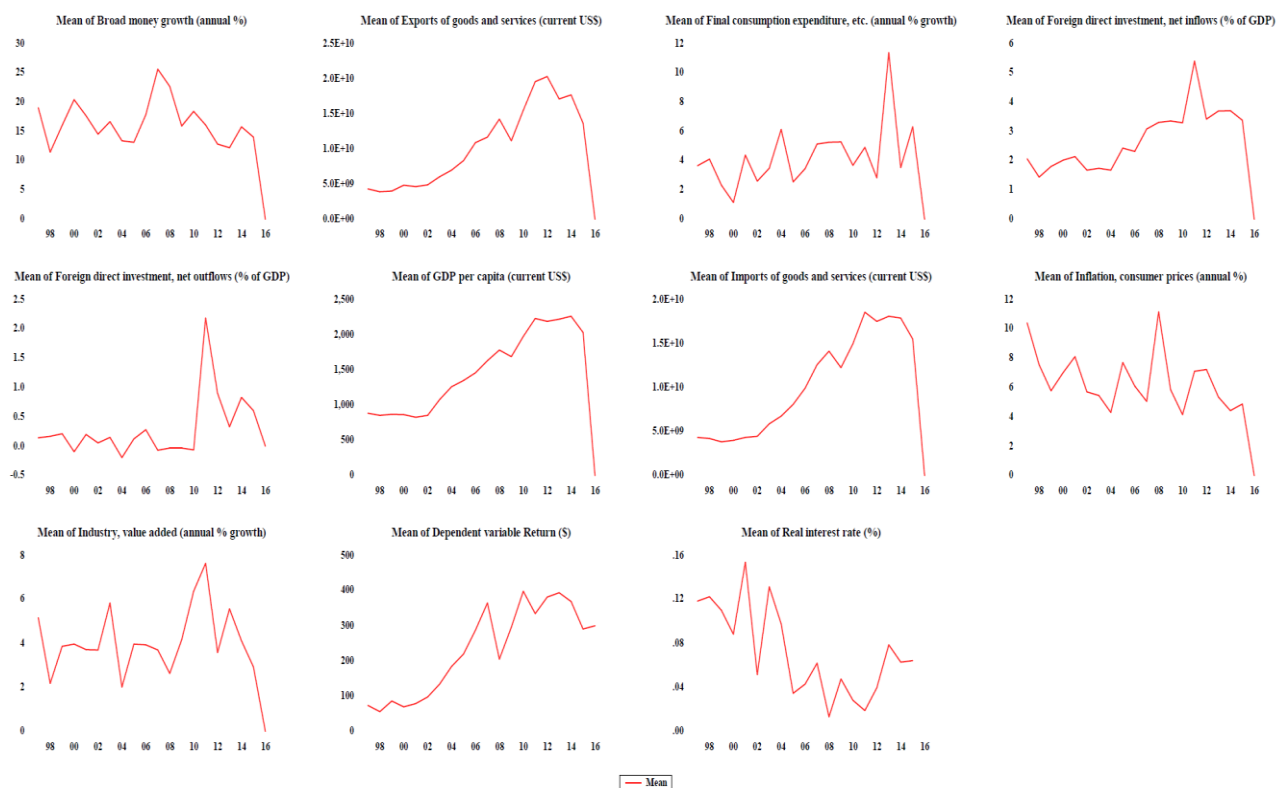 Mean of Broad money growth (annual %)
30
25
20
15
10
5
0
98 00 02 04 06 08 10 12 14 16
Mean of Exports of goods and services (current US$)
2.5E+10
2.0E+10
1.5E+10
1.0E+10
5.0E+09
0.0E+00
98 00 02 04 06 08 10 12 14 16
Mean of Final consumption expenditure, etc. (annual % growth)
12
10
8
6
4
2
0
98 00 02 04 06 08 10 12 14 16
Mean of Foreign direct investment, net inflows (% of GDP)
6
5
4
3
2
1
0
98 00 02 04 06 08 10 12 14 16
Mean of Foreign direct investment, net outflows (% of GDP)
2.5
2.0
1.5
1.0
0.5
0.0
-0.5
98 00 02 04 06 08 10 12 14 16
Mean of GDP per capita (current US$)
2,500
2,000
1,500
1,000
500
0
98 00 02 04 06 08 10 12 14 16
Mean of Imports of goods and services (current US$)
2.0E+10
1.5E+10
1.0E+10
5.0E+09
0.0E+00
98 00 02 04 06 08 10 12 14 16
Mean of Inflation, consumer prices (annual %)
12
10
8
6
4
2
0
98 00 02 04 06 08 10 12 14 16
Mean of Industry, value added (annual % growth)
8
6
4
2
0
98 00 02 04 06 08 10 12 14 16
Mean of Dependent variable Return ($)
500
400
300
200
100
0
98 00 02 04 06 08 10 12 14 16
Mean of Real interest rate (%)
.16
.12
.08
.04
.00
98 00 02 04 06 08 10 12 14 16
Mean